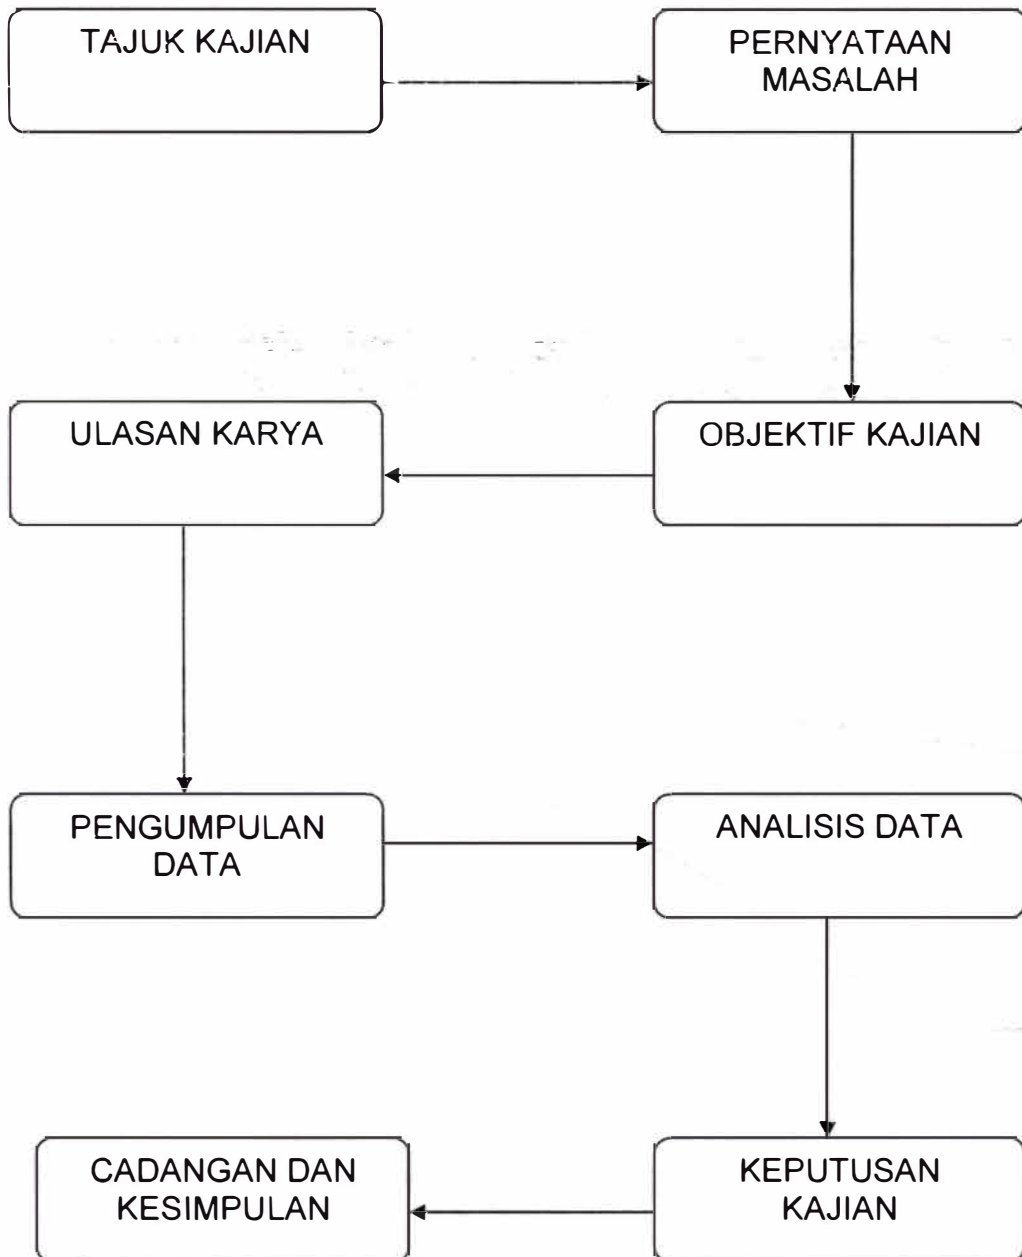 TAJUK KAJIAN
PERNYATAAN
MASALAH
OBJEKTIF KAJIAN
ULASAN KARYA
PENGUMPULAN
DATA
ANALISIS DATA
KEPUTUSAN
KAJIAN
CADANGAN DAN
KESIMPULAN